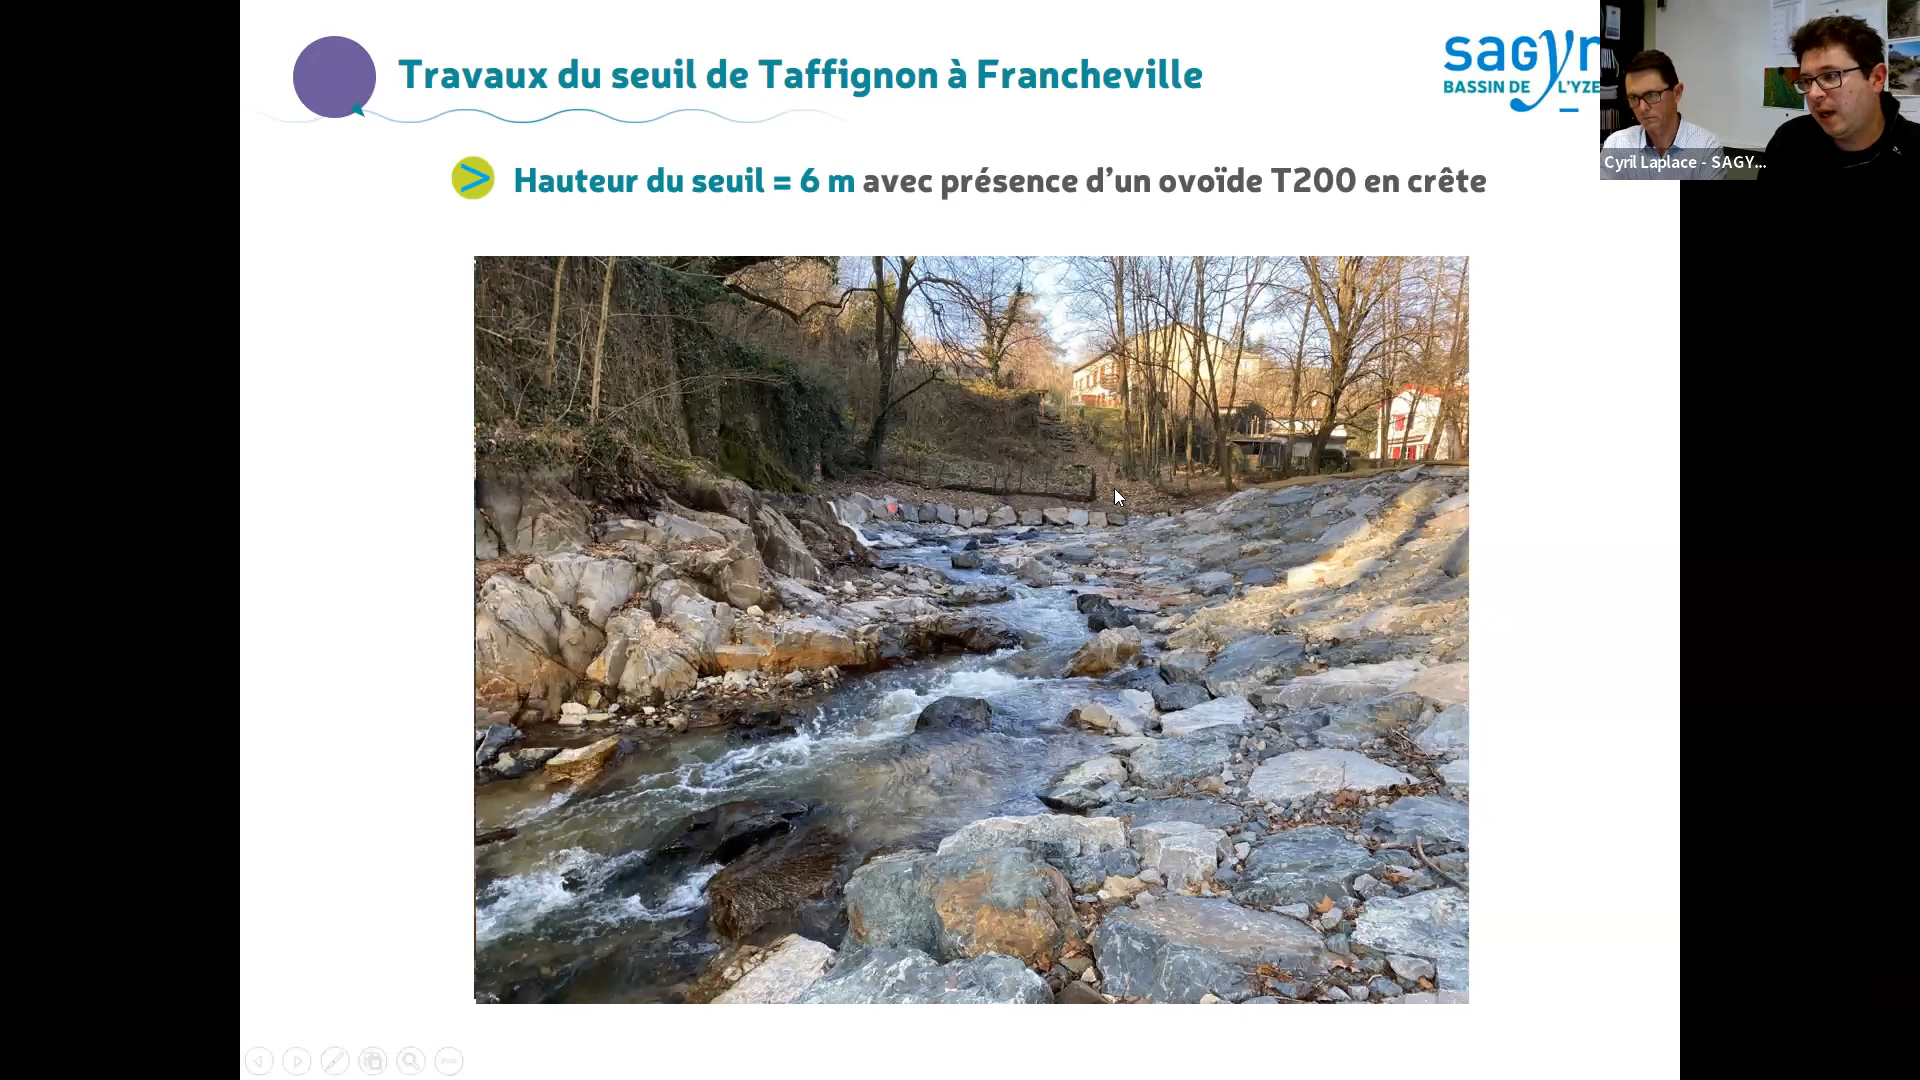 Travaux du seuil de Taffignon à Francheville
sagyr
BASSIN DE L'YZE
Cyril Laplace - SAGY...
> Hauteur du seuil = 6 m avec présence d’un ovoïde T200 en crête